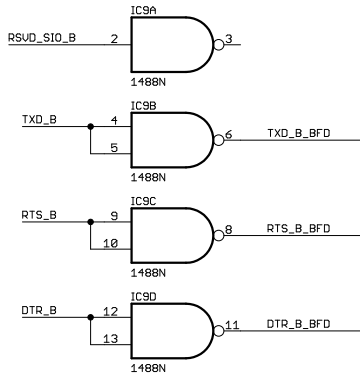 IC9A
RSVD_SIO_B 2 3
1488N
IC9B
TXD_B 4 6 TXD_B_BFD
5
1488N
IC9C
RTS_B 9 8 RTS_B_BFD
10
1488N
IC9D
DTR_B 12 11 DTR_B_BFD
13
1488N